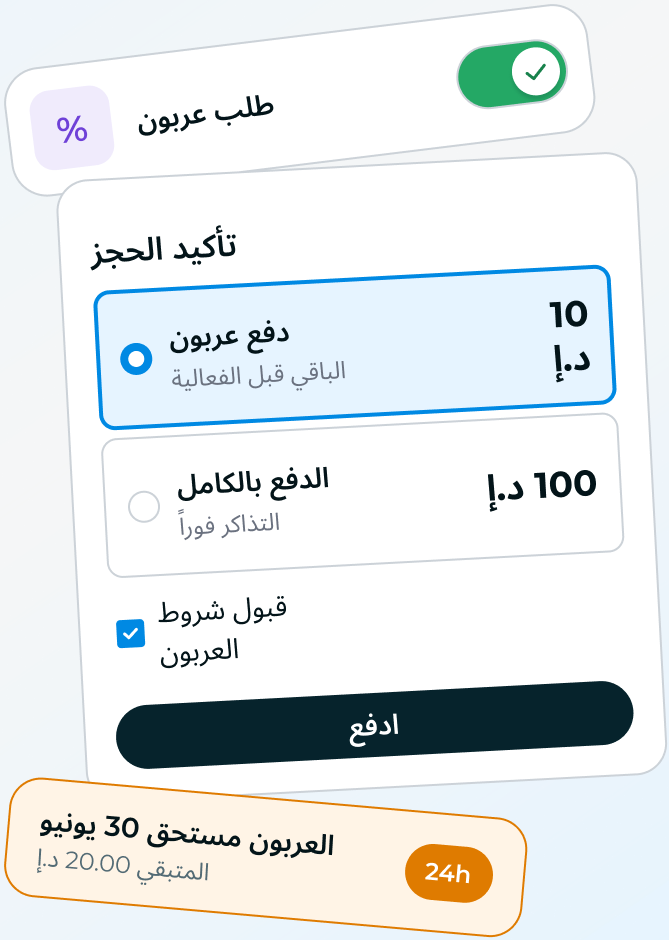 %
طلب عربون
تأكيد الحجز
دفع عربون
الباقي قبل الفعالية
10
د.إ
الدفع بالكامل
التذاكر فوراً
100 د.إ
قبول شروط
العربون
ادفع
العربون مستحق 30 يونيو
المتبقي 20.00 د.إ
24h